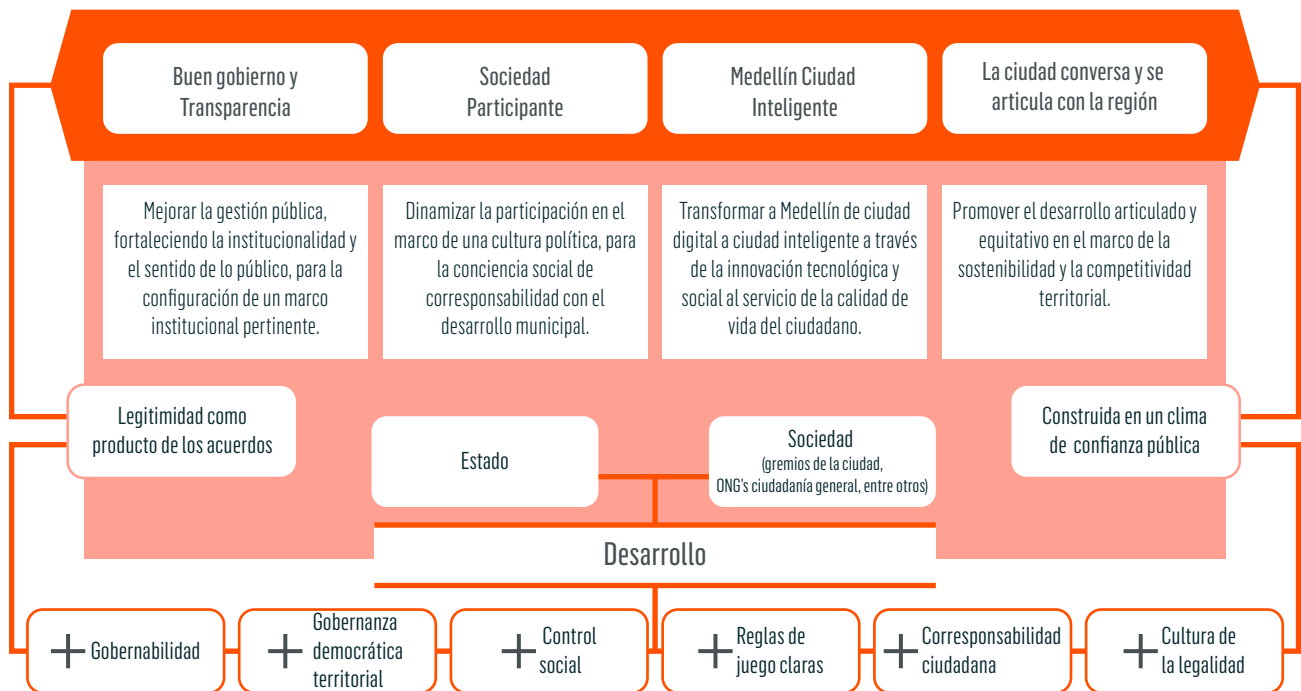 Buen gobierno y
Transparencia
Sociedad
Participante
Medellín Ciudad
Inteligente
La ciudad conversa y se
articula con la región
Mejorar la gestión pública,
fortaleciendo la institucionalidad y
el sentido de lo público, para la
configuración de un marco
institucional pertinente.
Dinamizar la participación en el
marco de una cultura política, para
la conciencia social de
corresponsabilidad con el
desarrollo municipal.
Transformar a Medellín de ciudad
digital a ciudad inteligente a través
de la innovación tecnológica y
social al servicio de la calidad de
vida del ciudadano.
Promover el desarrollo articulado y
equitativo en el marco de la
sostenibilidad y la competitividad
territorial.
Legitimidad como
producto de los acuerdos
Estado
Sociedad
(gremios de la ciudad,
ONG's ciudadanía general, entre otros)
Construida en un clima
de confianza pública
Desarrollo
+ Gobernabilidad
+ Gobernanza
democrática
territorial
+ Control
social
+ Reglas de
juego claras
+ Corresponsabilidad
ciudadana
+ Cultura de
la legalidad